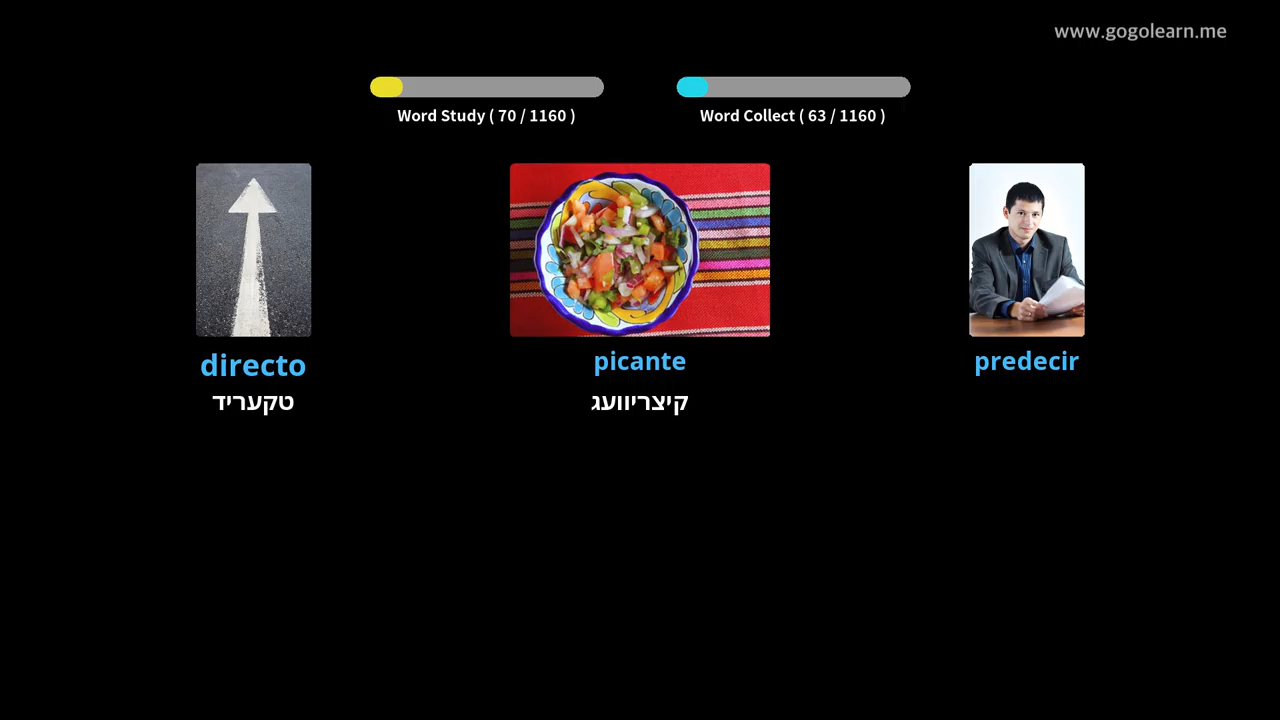 www.gogolearn.me
Word Study ( 70 / 1160 )
Word Collect ( 63 / 1160 )
directo
טקעריד
picante
קיצריוועג
predecir